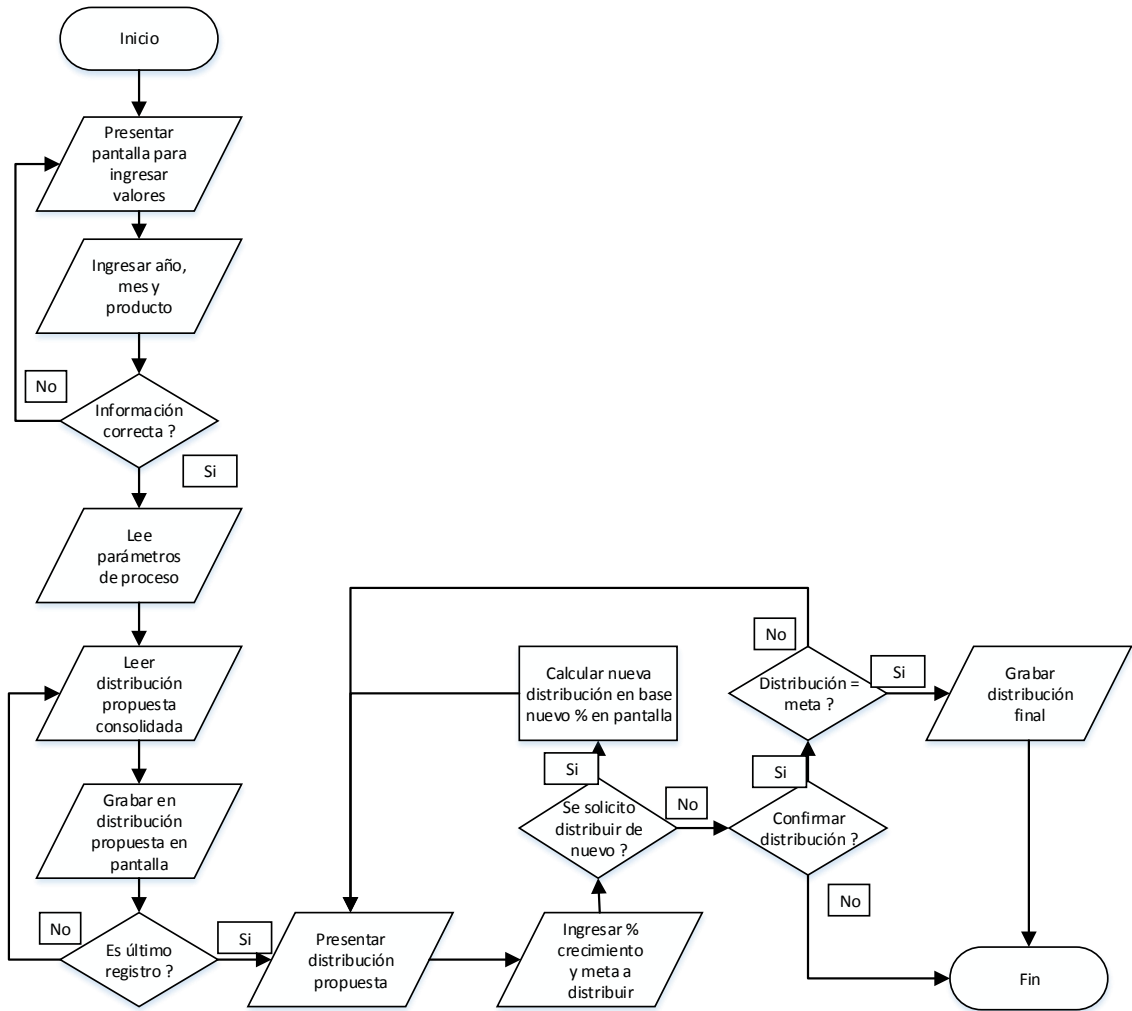 Inicio
Presentar
pantalla para
ingresar
valores
Ingresar año,
mes y
producto
No
Información
correcta ?
Si
Lee
parámetros
de proceso
Leer
distribución
propuesta
consolidada
Grabar en
distribución
propuesta en
pantalla
No
Es último
registro ?
Si
Presentar
distribución
propuesta
Ingresar %
crecimiento
y meta a
distribuir
Se solicito
distribuir de
nuevo ?
Si
Calcular nueva
distribución en base
nuevo % en pantalla
No
Confirmar
distribución ?
Si
No
Distribución =
meta ?
No
Si
Grabar
distribución
final
Fin